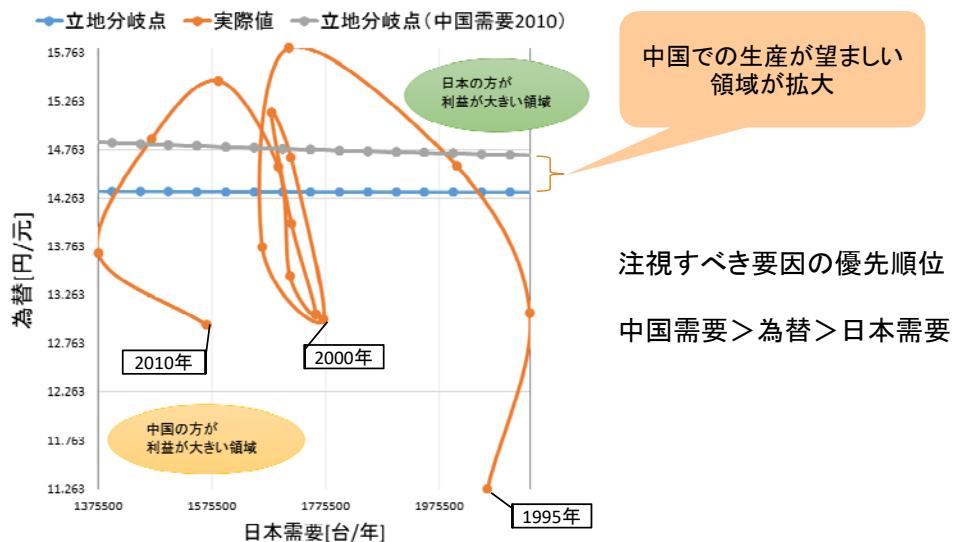 立地分岐点
実際値
立地分岐点(中国需要2010)
15.763
15.263
14.763
14.263
13.763
13.263
12.763
12.263
11.763
11.263
為替[円/元]
1375500
1575500
1775500
1975500
日本需要[台/年]
日本の方が
利益が大きい領域
中国の方が
利益が大きい領域
2010年
2000年
1995年
中国での生産が望ましい
領域が拡大
注視すべき要因の優先順位
中国需要>為替>日本需要